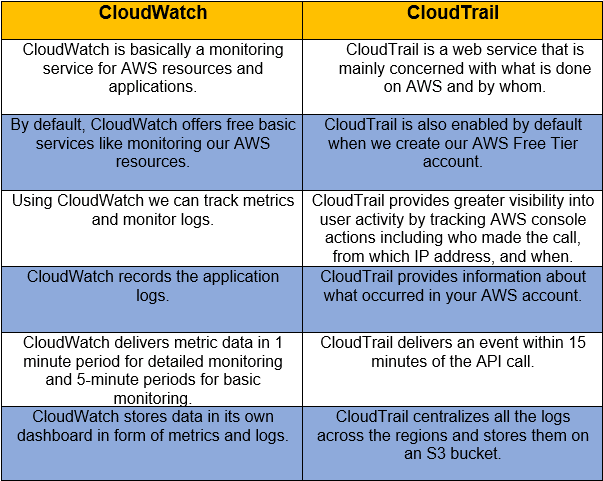 CloudWatch
CloudTrail
CloudWatch is basically a monitoring
service for AWS resources and
applications.
CloudTrail is a web service that is
mainly concerned with what is done
on AWS and by whom.
By default, CloudWatch offers free basic
services like monitoring our AWS
resources.
CloudTrail is also enabled by default
when we create our AWS Free Tier
account.
Using CloudWatch we can track metrics
and monitor logs.
CloudTrail provides greater visibility into
user activity by tracking AWS console
actions including who made the call,
from which IP address, and when.
CloudWatch records the application
logs.
CloudTrail provides information about
what occurred in your AWS account.
CloudWatch delivers metric data in 1
minute period for detailed monitoring
and 5-minute periods for basic
monitoring.
CloudTrail delivers an event within 15
minutes of the API call.
CloudWatch stores data in its own
dashboard in form of metrics and logs.
CloudTrail centralizes all the logs
across the regions and stores them on
an S3 bucket.